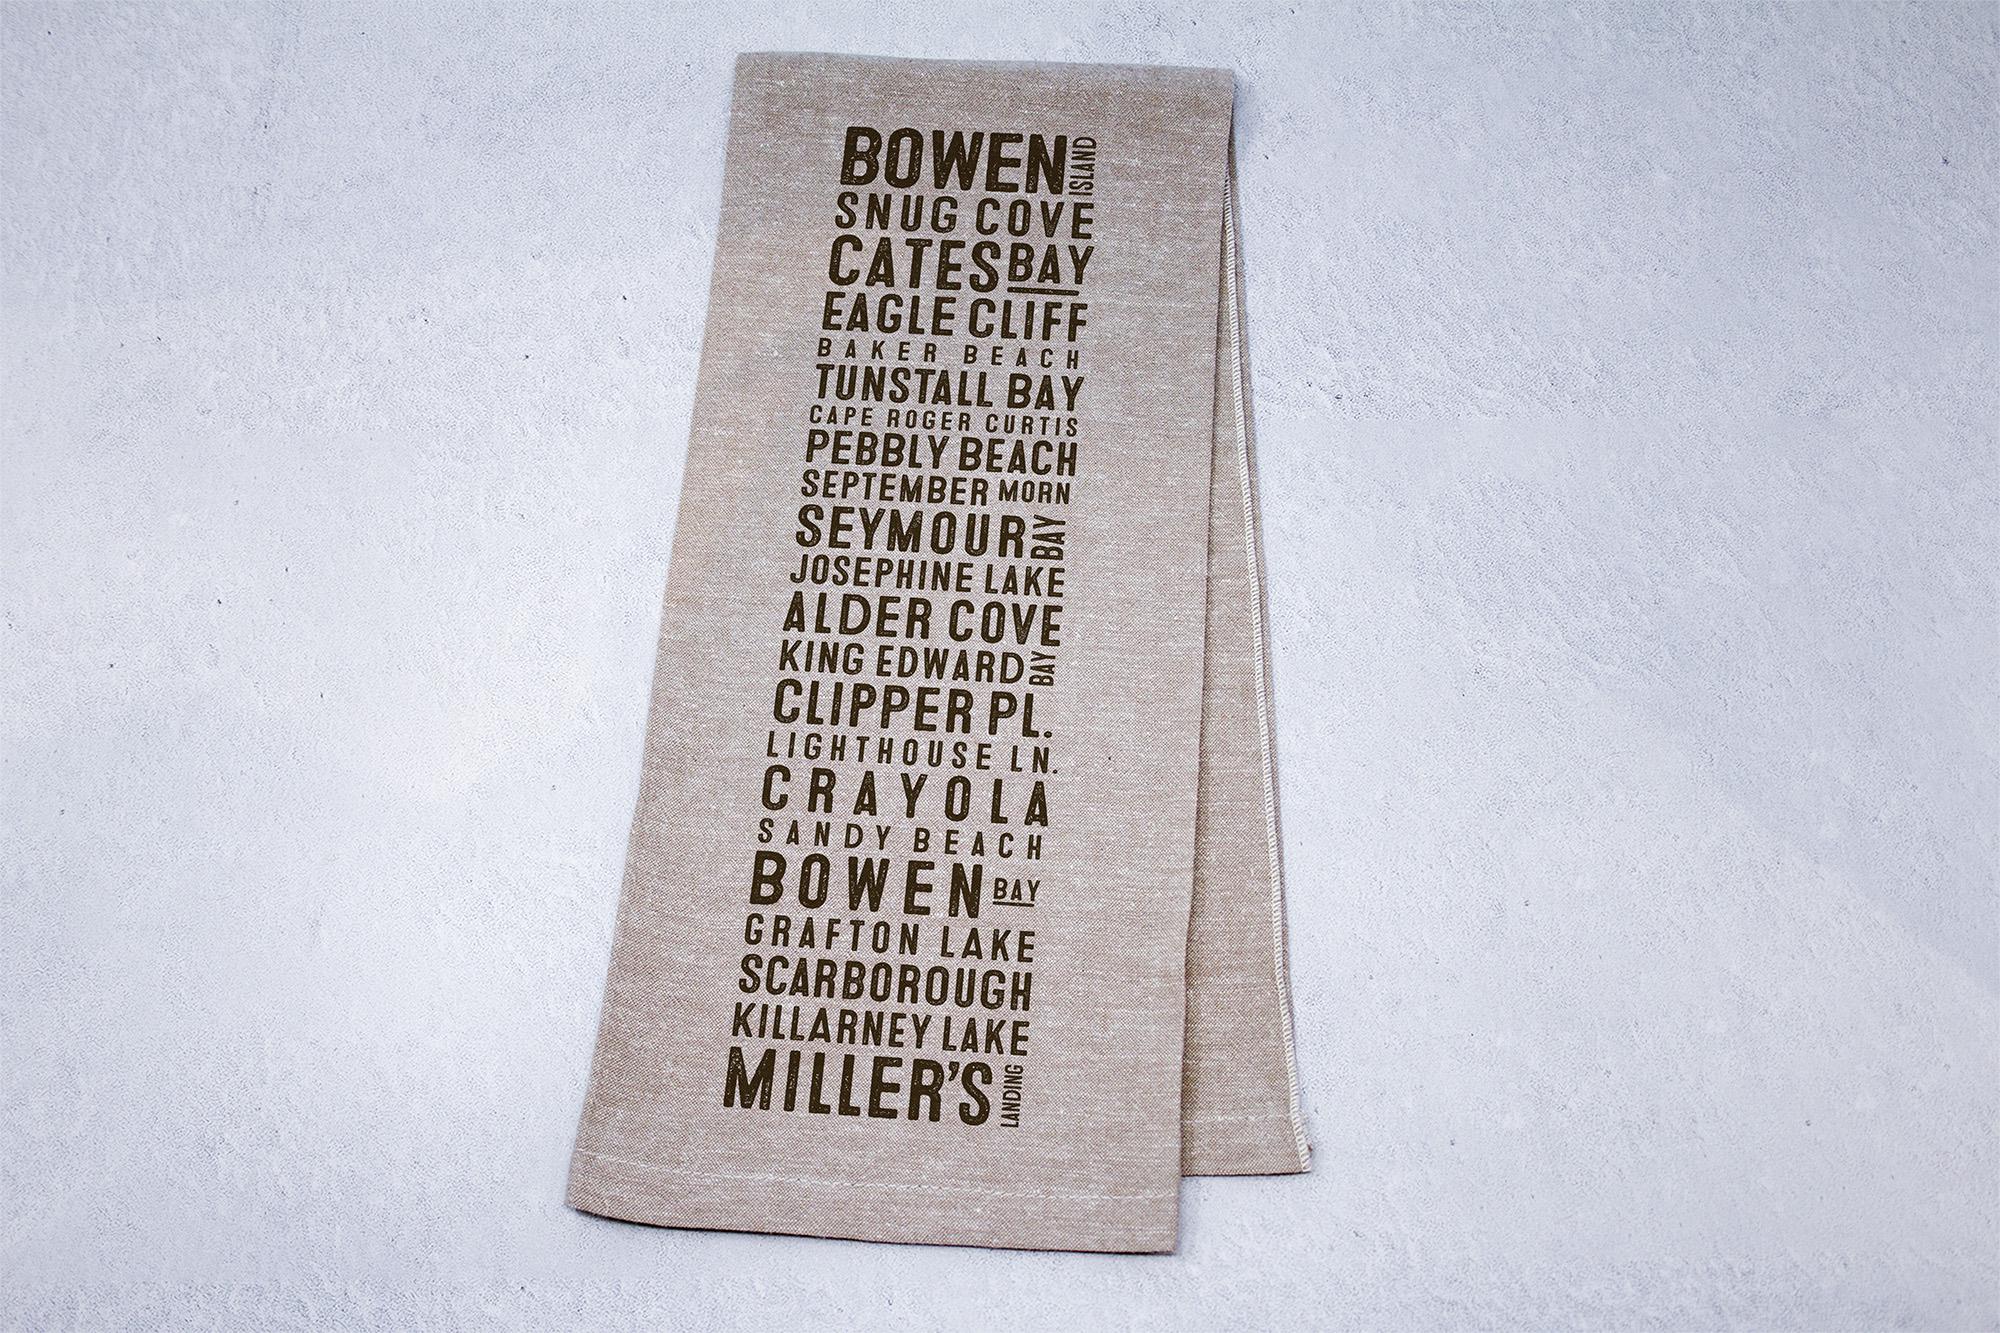 BOWEN ISLAND
SNUG COVE
CATES BAY
EAGLE CLIFF
BAKER BEACH
TUNSTALL BAY
CAPE ROGER CURTIS
PEBBLY BEACH
SEPTEMBER MORN
SEYMOUR BAY
JOSEPHINE LAKE
ALDER COVE
KING EDWARD BAY
CLIPPER PL.
LIGHTHOUSE LN.
CRAYOLA
SANDY BEACH
BOWEN BAY
GRAFTON LAKE
SCARBOROUGH
KILLARNEY LAKE
MILLER'S LANDING